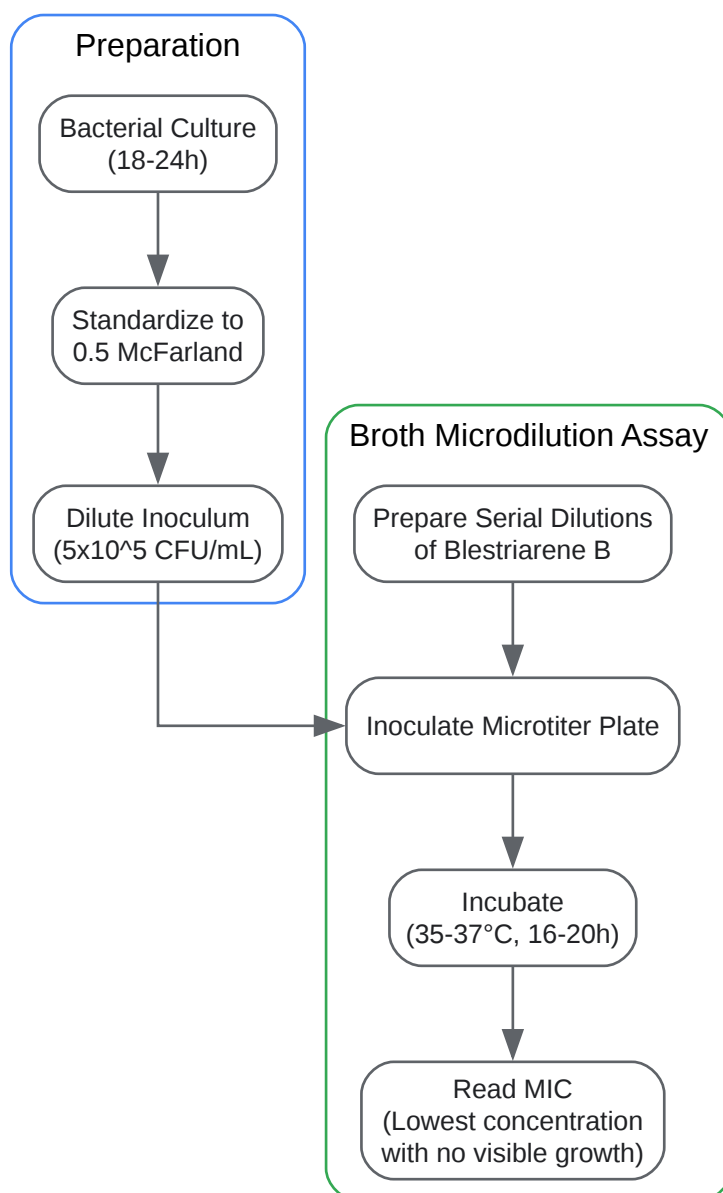 Preparation
Bacterial Culture
(18-24h)
Standardize to
0.5 McFarland
Dilute Inoculum
(5x10^5 CFU/mL)
Broth Microdilution Assay
Prepare Serial Dilutions
of Blestriarene B
Inoculate Microtiter Plate
Incubate
(35-37°C, 16-20h)
Read MIC
(Lowest concentration
with no visible growth)